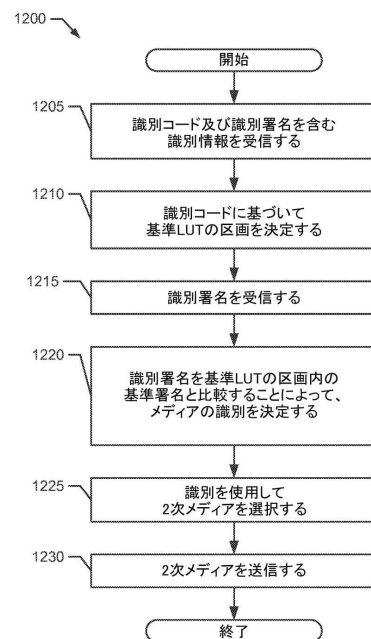 1200
開始
1205
識別コード及び識別署名を含む
識別情報を受信する
1210
識別コードに基づいて
基準LUTの区画を決定する
1215
識別署名を受信する
1220
識別署名を基準LUTの区画内の
基準署名と比較することによって、
メディアの識別を決定する
1225
識別を使用して
2次メディアを選択する
1230
2次メディアを送信する
終了